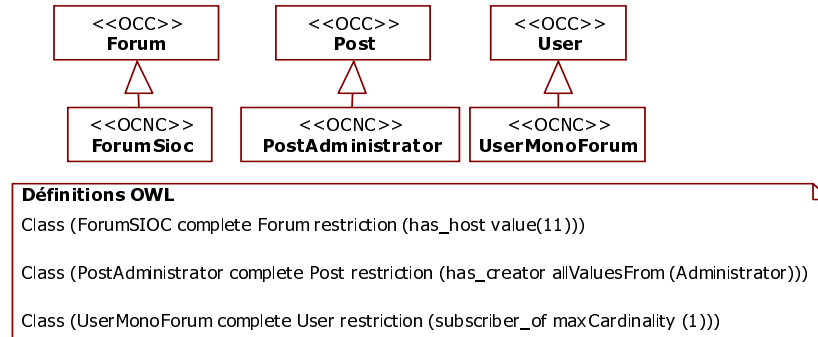 <<OCC>>
Forum
<<OCC>>
Post
<<OCC>>
User
<<OCNC>>
ForumSioc
<<OCNC>>
PostAdministrator
<<OCNC>>
UserMonoForum
Définitions OWL
Class (ForumSIOC complete Forum restriction (has_host value(11)))
Class (PostAdministrator complete Post restriction (has_creator allValuesFrom (Administrator)))
Class (UserMonoForum complete User restriction (subscriber_of maxCardinality (1)))